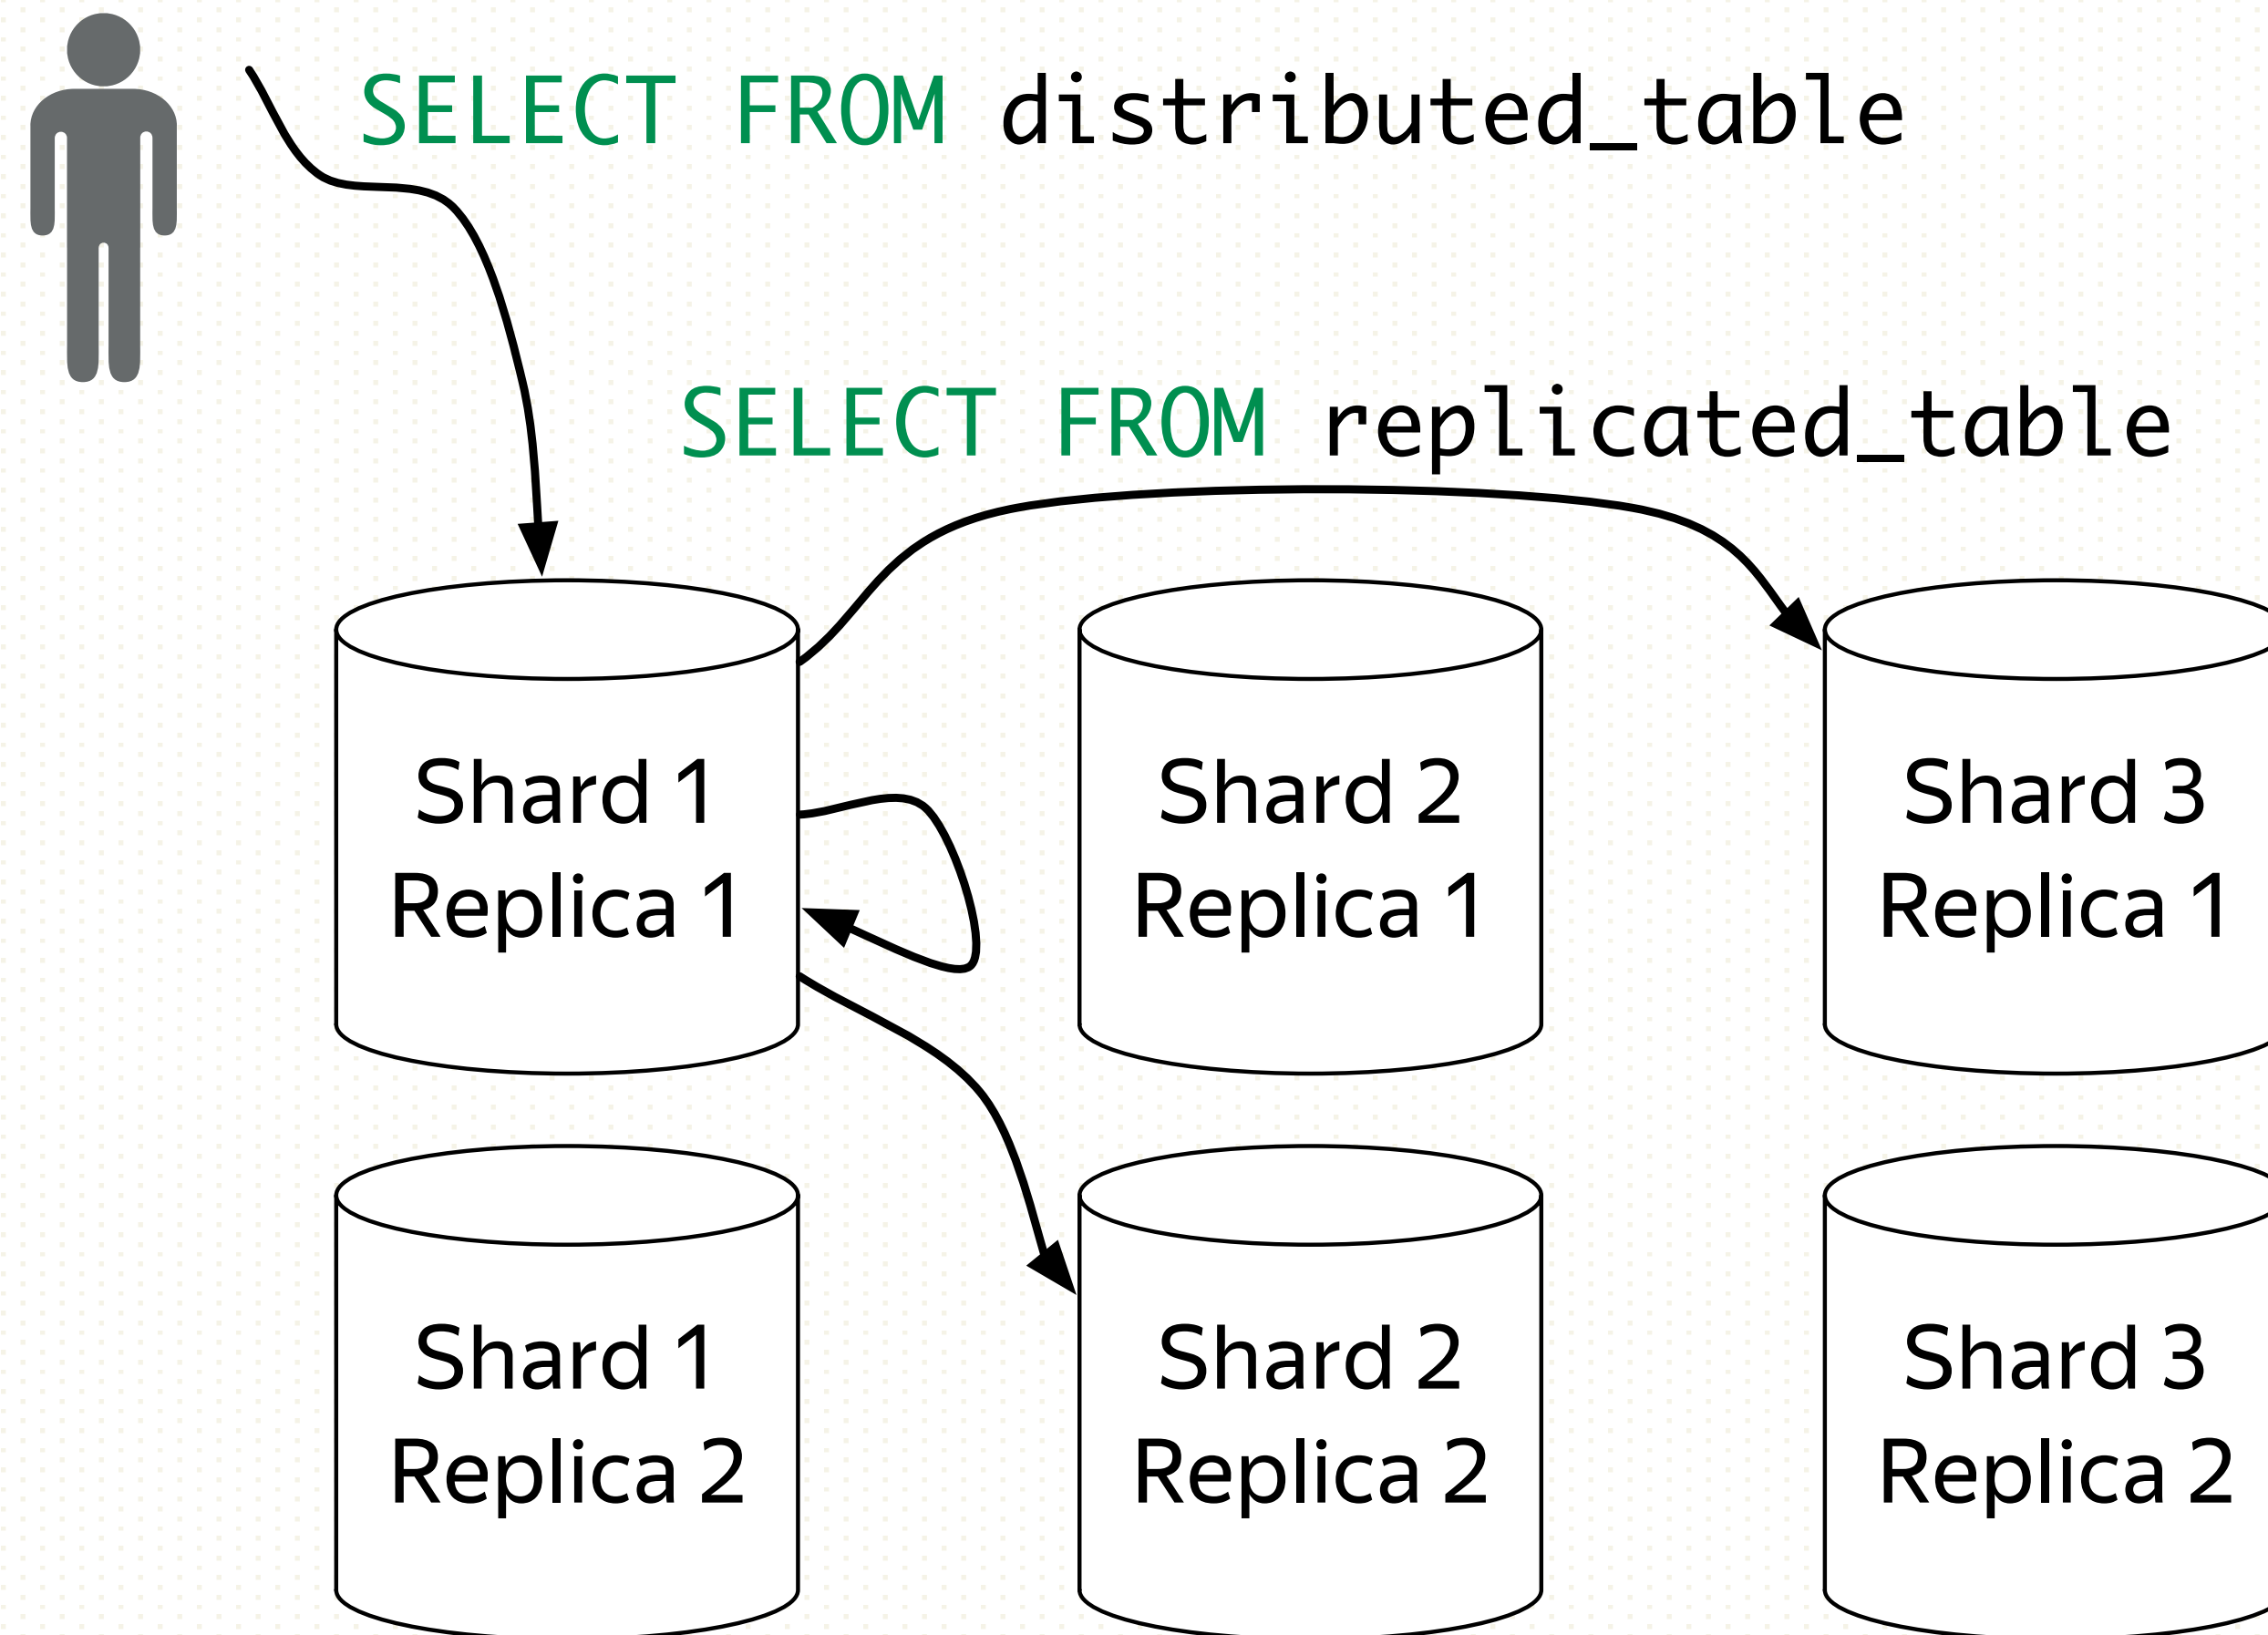 SELECT FROM distributed_table
SELECT FROM replicated_table
Shard 1
Replica 1
Shard 2
Replica 1
Shard 3
Replica 1
Shard 1
Replica 2
Shard 2
Replica 2
Shard 3
Replica 2